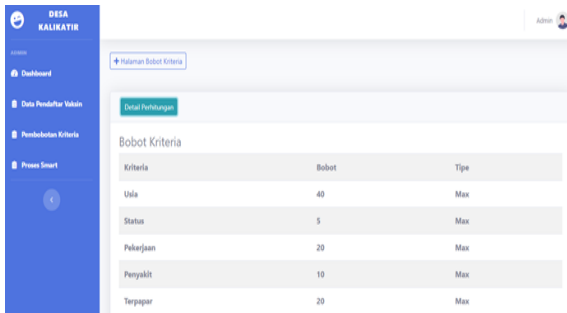 DESA
KALIKATIR
Admin
Dashboard
Data Pendaftar Vaksin
Pembobotan Kriteria
Proses Smart
+ Halaman Bobot Kriteria
Detail Perhitungan
Bobot Kriteria
Kriteria Bobot Tipe
Usia 40 Max
Status 5 Max
Pekerjaan 20 Max
Penyakit 10 Max
Terpapar 20 Max